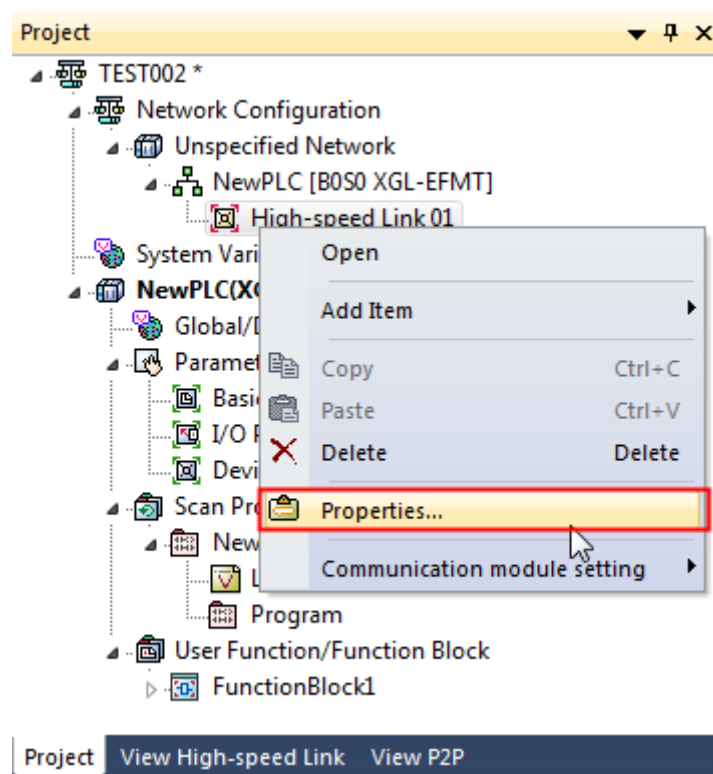 Project
TEST002 *
Network Configuration
Unspecified Network
NewPLC [B0S0 XGL-EFMT]
High-speed Link 01
System Vari
Open
NewPLC(XG
Add Item
Global/D
Paramet
Copy Ctrl+C
Basi
Paste Ctrl+V
I/O P
Delete Delete
Devi
Scan Pro
Properties...
New
Communication module setting
L
Program
User Function/Function Block
FunctionBlock1
Project View High-speed Link View P2P